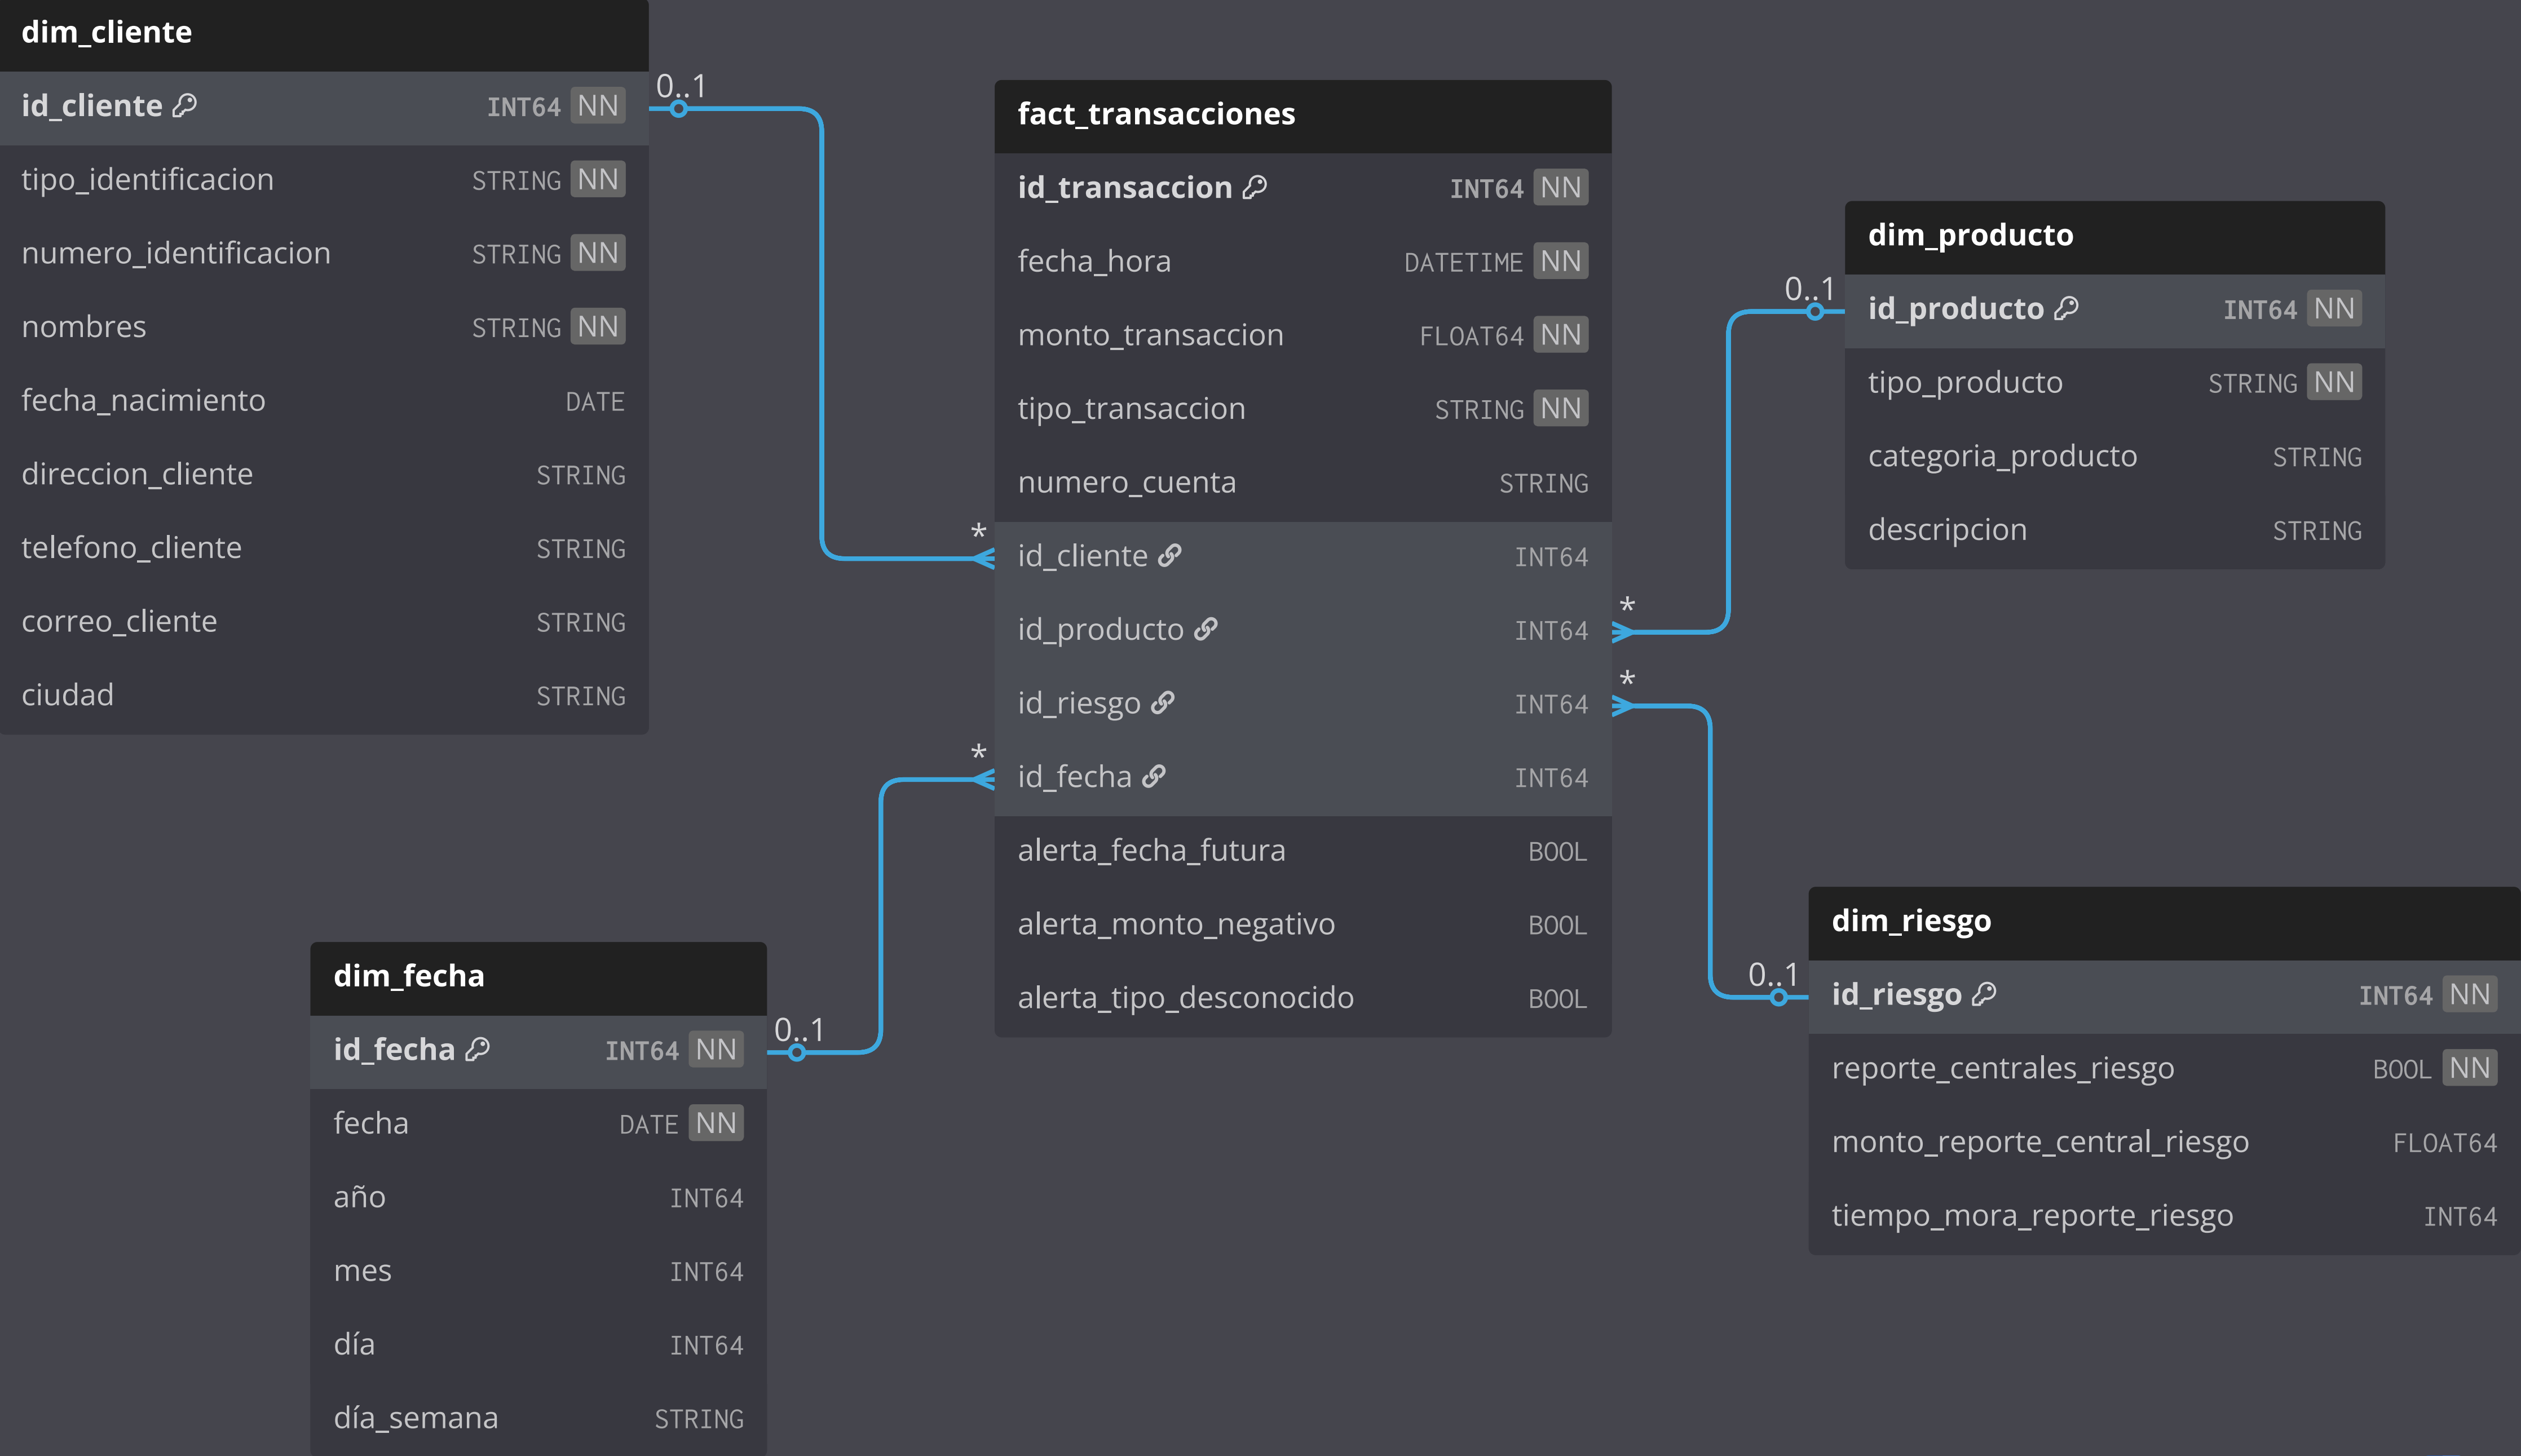 dim_cliente
id_cliente INT64 NN
tipo_identificacion STRING NN
numero_identificacion STRING NN
nombres STRING NN
fecha_nacimiento DATE
direccion_cliente STRING
telefono_cliente STRING
correo_cliente STRING
ciudad STRING
0..1
*
fact_transacciones
id_transaccion INT64 NN
fecha_hora DATETIME NN
monto_transaccion FLOAT64 NN
tipo_transaccion STRING NN
numero_cuenta STRING
id_cliente INT64
id_producto INT64
id_riesgo INT64
id_fecha INT64
alerta_fecha_futura BOOL
alerta_monto_negativo BOOL
alerta_tipo_desconocido BOOL
*
*
*
0..1
dim_producto
id_producto INT64 NN
tipo_producto STRING NN
categoria_producto STRING
descripcion STRING
dim_fecha
id_fecha INT64 NN
fecha DATE NN
año INT64
mes INT64
día INT64
día_semana STRING
0..1
0..1
dim_riesgo
id_riesgo INT64 NN
reporte_centrales_riesgo BOOL NN
monto_reporte_central_riesgo FLOAT64
tiempo_mora_reporte_riesgo INT64